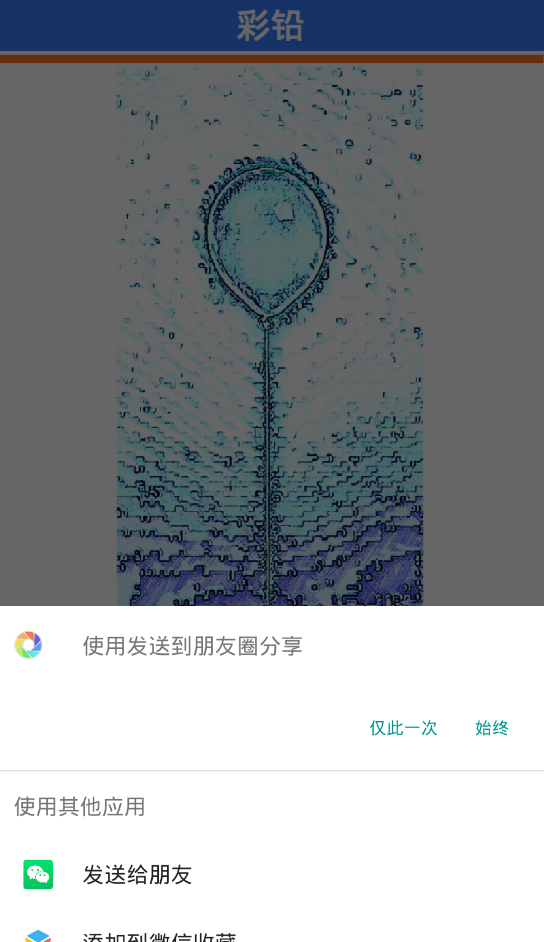 彩铅
使用发送到朋友圈分享
仅此一次 始终
使用其他应用
发送给朋友
添加到微信收藏